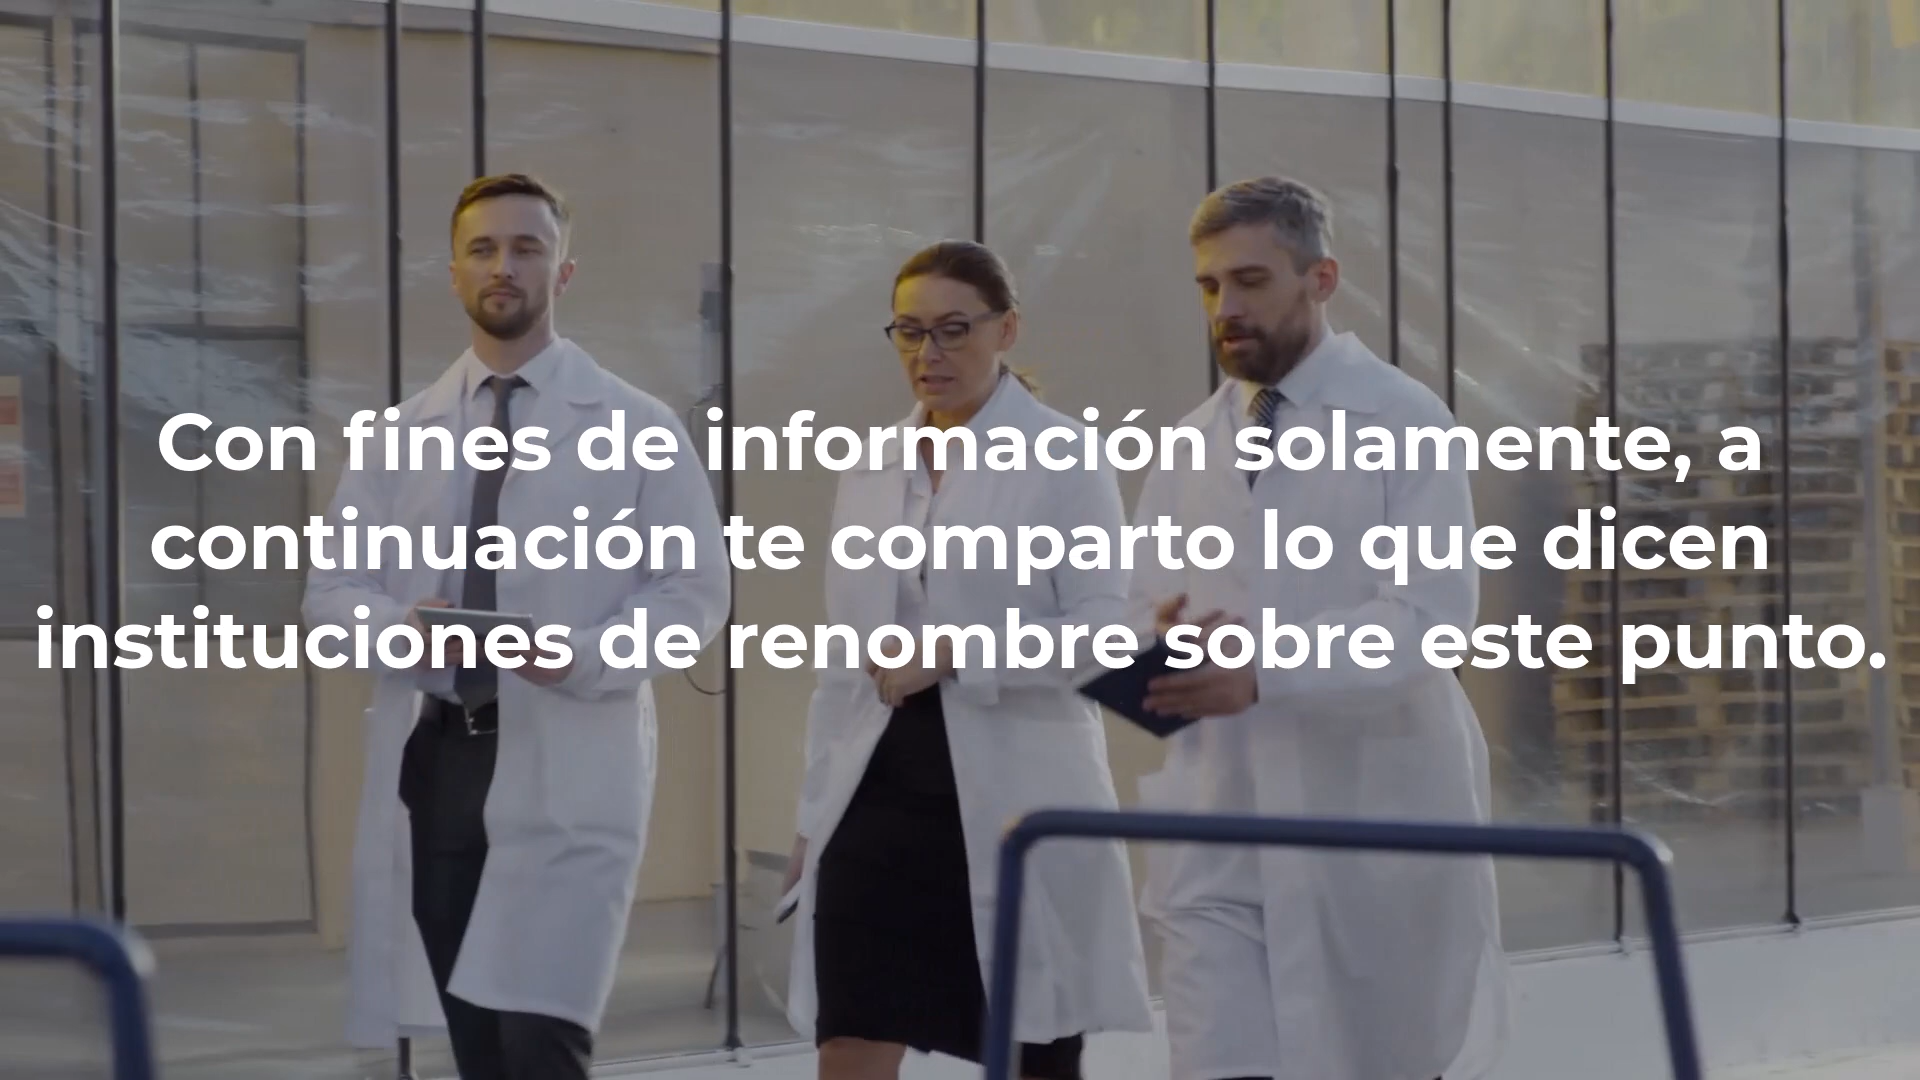 Con fines de información solamente, a
continuación te comparto lo que dicen
instituciones de renombre sobre este punto.